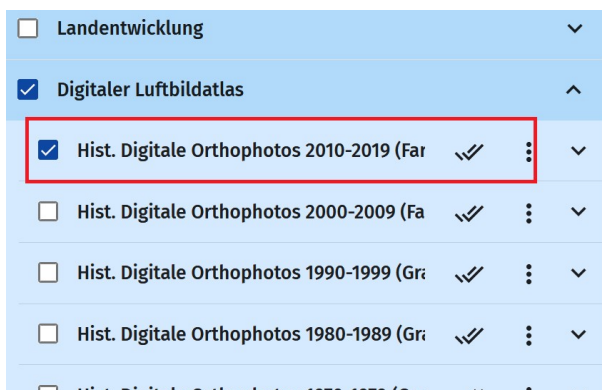 Landentwicklung
Digitaler Luftbildatlas
Hist. Digitale Orthophotos 2010-2019 (Far
Hist. Digitale Orthophotos 2000-2009 (Fa
Hist. Digitale Orthophotos 1990-1999 (Gra
Hist. Digitale Orthophotos 1980-1989 (Gra